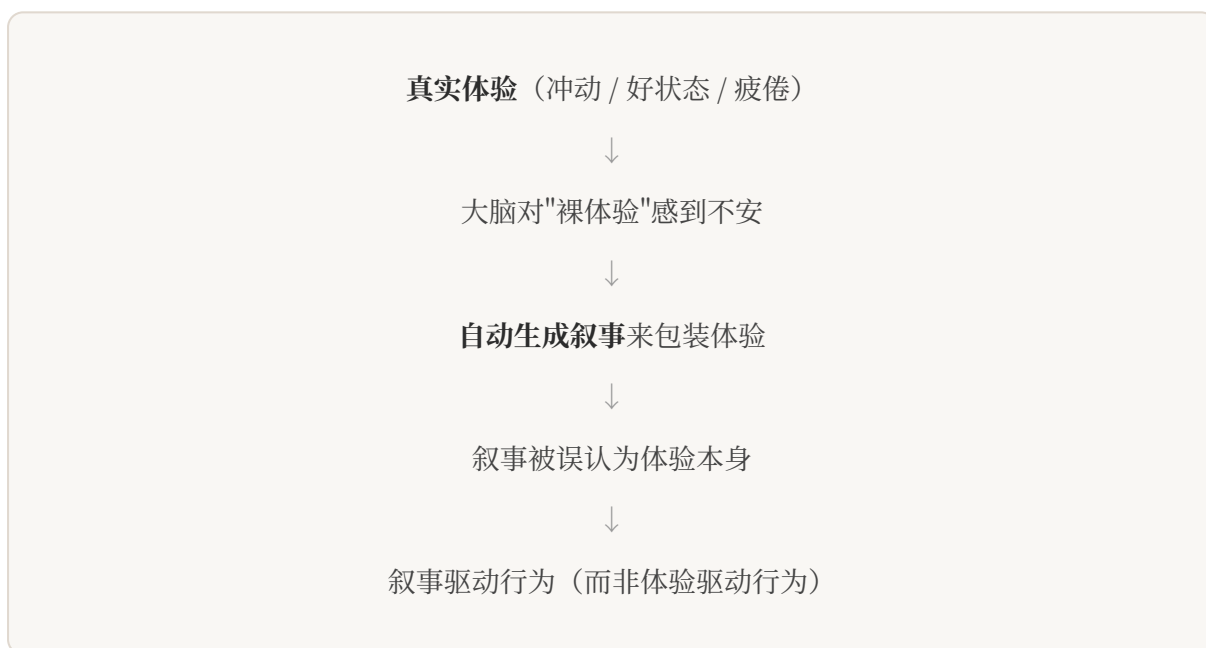 真实体验（冲动 / 好状态 / 疲倦）
↓
大脑对"裸体验"感到不安
↓
自动生成叙事来包装体验
↓
叙事被误认为体验本身
↓
叙事驱动行为（而非体验驱动行为）